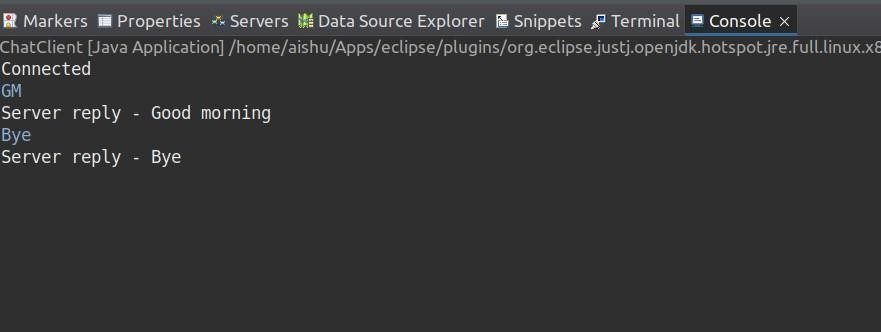 Markers Properties Servers Data Source Explorer Snippets Terminal Console
ChatClient [Java Application] /home/aishu/Apps/eclipse/plugins/org.eclipse.justj.openjdk.hotspot.jre.full.linux.x8
Connected
GM
Server reply - Good morning
Bye
Server reply - Bye